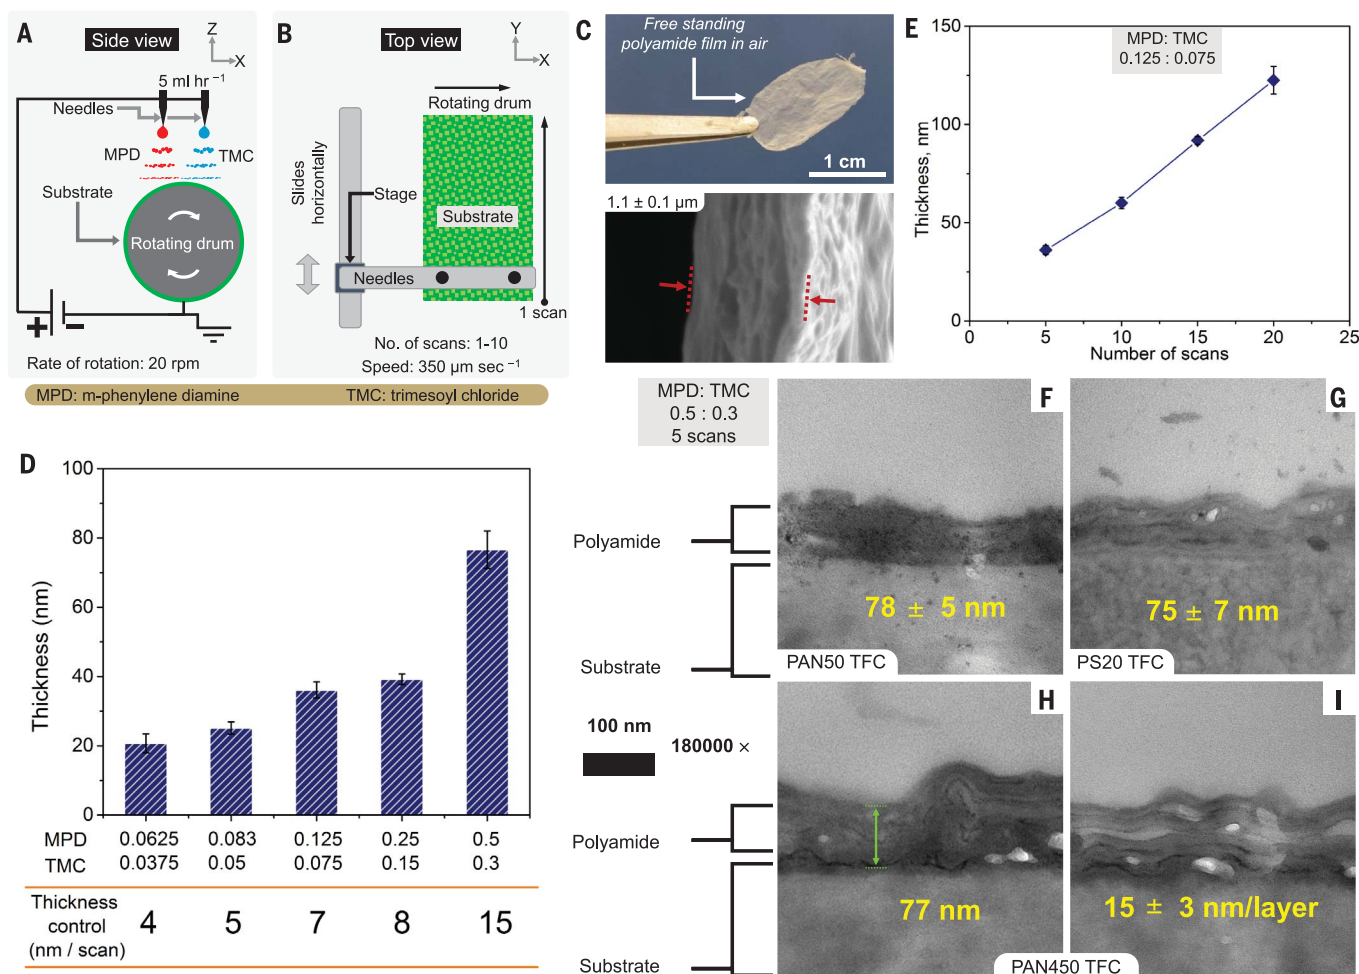 A
Side view
Z
X
5 ml hr −1
Needles
MPD
TMC
Substrate
Rotating drum
+
−
Rate of rotation: 20 rpm
B
Top view
Y
X
Rotating drum
Slides
horizontally
Stage
Substrate
Needles
1 scan
No. of scans: 1-10
Speed: 350 µm sec −1
MPD: m-phenylene diamine
TMC: trimesoyl chloride
C
Free standing
polyamide film in air
1 cm
1.1 ± 0.1 µm
E
MPD: TMC
0.125 : 0.075
150
100
50
0
Thickness, nm
0 5 10 15 20 25
Number of scans
D
100
80
60
40
20
0
Thickness (nm)
MPD 0.0625 0.083 0.125 0.25 0.5
TMC 0.0375 0.05 0.075 0.15 0.3
Thickness
control
(nm / scan)
4 5 7 8 15
MPD: TMC
0.5 : 0.3
5 scans
Polyamide
Substrate
100 nm
180000 ×
Polyamide
Substrate
F
78 ± 5 nm
PAN50 TFC
G
75 ± 7 nm
PS20 TFC
H
77 nm
I
15 ± 3 nm/layer
PAN450 TFC